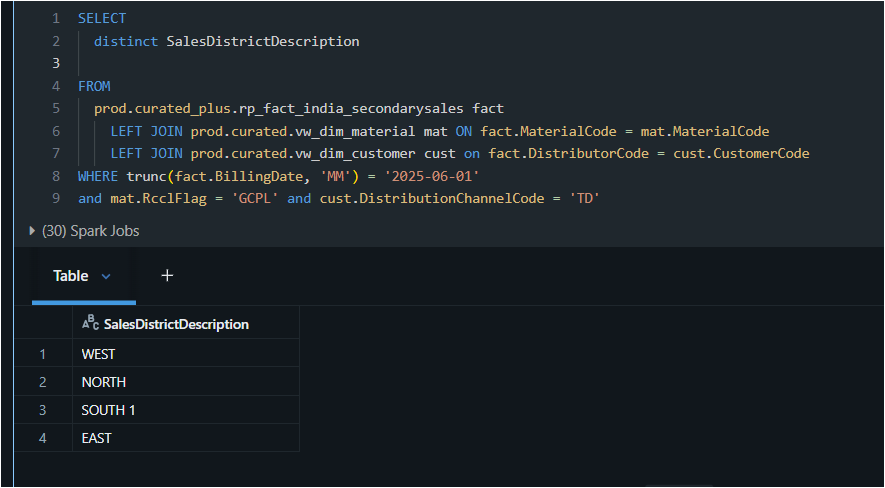 1 SELECT
2 distinct SalesDistrictDescription
3
4 FROM
5 prod.curated_plus.rp_fact_india_secondarysales fact
6 LEFT JOIN prod.curated.vw_dim_material mat ON fact.MaterialCode = mat.MaterialCode
7 LEFT JOIN prod.curated.vw_dim_customer cust on fact.DistributorCode = cust.CustomerCode
8 WHERE trunc(fact.BillingDate, 'MM') = '2025-06-01'
9 and mat.RcclFlag = 'GCPL' and cust.DistributionChannelCode = 'TD'
(30) Spark Jobs
Table +
ABC SalesDistrictDescription
1 WEST
2 NORTH
3 SOUTH 1
4 EAST